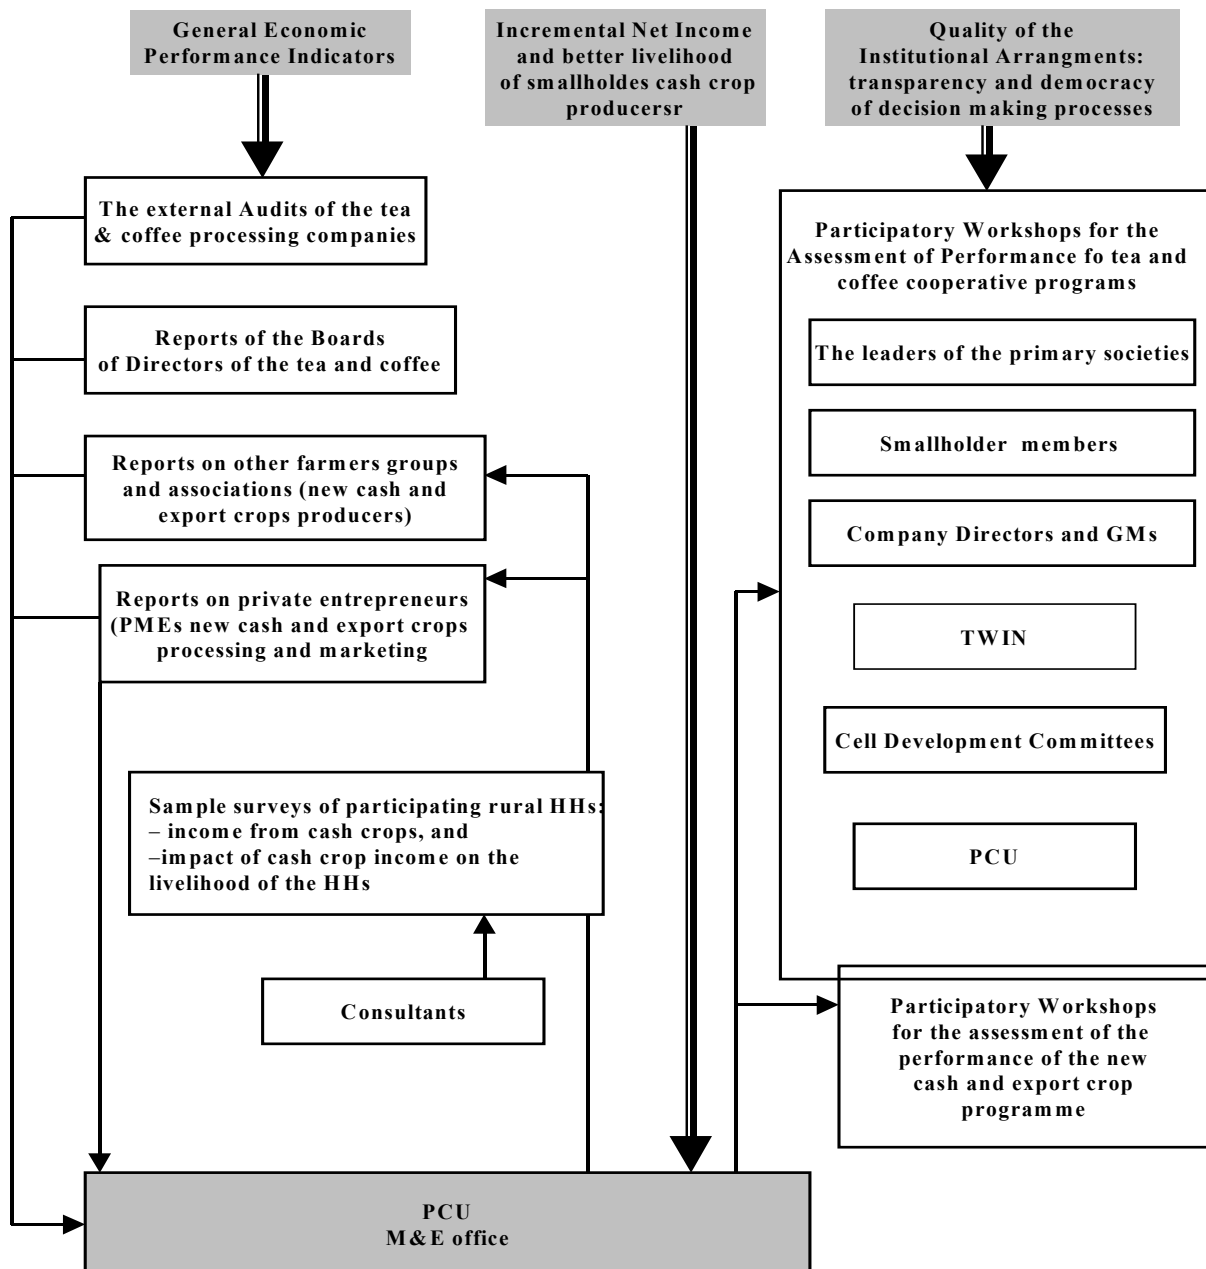 General Economic
Performance Indicators
Incremental Net Income
and better livelihood
of smallholdes cash crop
producersr
Quality of the
Institutional Arrangments:
transparency and democracy
of decision making processes
The external Audits of the tea
& coffee processing companies
Reports of the Boards
of Directors of the tea and coffee
Reports on other farmers groups
and associations (new cash and
export crops producers)
Reports on private entrepreneurs
(PMEs new cash and export crops
processing and marketing
Sample surveys of participating rural HHs:
– income from cash crops, and
–impact of cash crop income on the
livelihood of the HHs
Consultants
Participatory Workshops for the
Assessment of Performance fo tea and
coffee cooperative programs
The leaders of the primary societies
Smallholder members
Company Directors and GMs
TWIN
Cell Development Committees
PCU
Participatory Workshops
for the assessment of the
performance of the new
cash and export crop
programme
PCU
M&E office